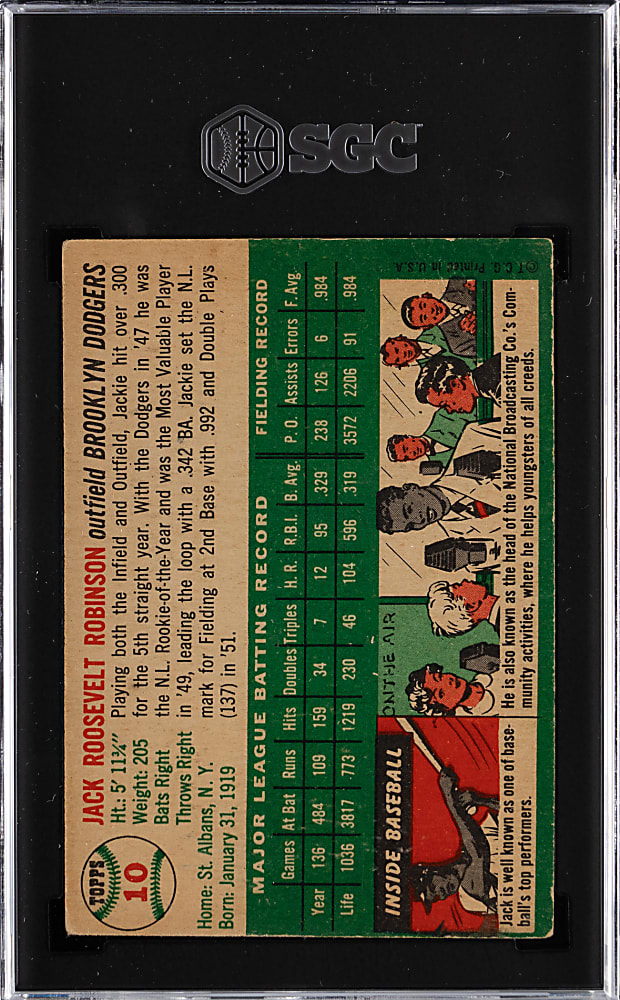 SGC
TOPPS
10
JACK ROOSEVELT ROBINSON outfield BROOKLYN DODGERS
Ht.: 5' 11¾"
Weight: 205
Bats Right
Throws Right
Home: St. Albans, N. Y.
Born: January 31, 1919
Playing both the Infield and Outfield, Jackie hit over .300
for the 5th straight year. With the Dodgers in '47 he was
the N.L. Rookie-of-the-Year and was the Most Valuable Player
in '49, leading the loop with a .342 BA. Jackie set the N.L.
mark for Fielding at 2nd Base with .992 and Double Plays
(137) in '51.
MAJOR LEAGUE BATTING RECORD FIELDING RECORD
Games At Bat Runs Hits Doubles Triples H. R. R.B.I. B. Avg. P. O. Assists Errors F. Avg.
Year 136 484 109 159 34 7 12 95 .329 238 126 6 .984
Life 1036 3817 773 1219 230 46 104 596 .319 3572 2206 91 .984
INSIDE BASEBALL
ON THE AIR
Jack is well known as one of base-
ball's top performers.
He is also known as the head of the National Broadcasting Co.'s Com-
munity activities, where he helps youngsters of all creeds.
© T. C. G. Printed in U. S. A.